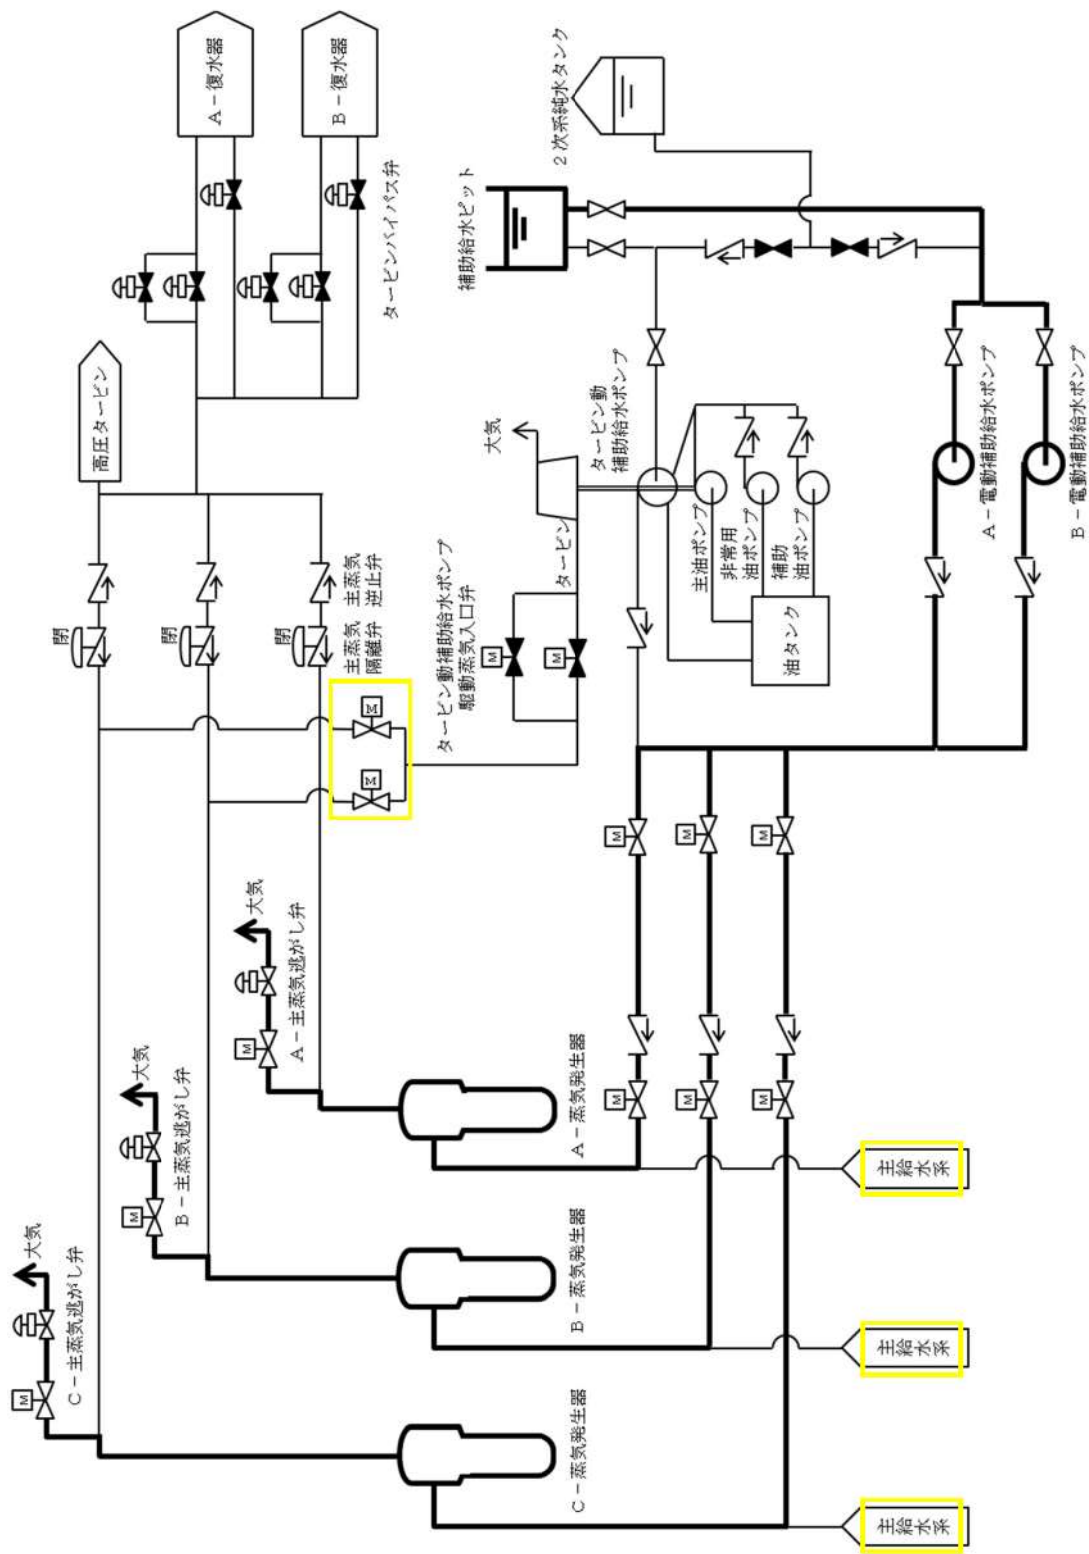 A－復水器
B－復水器
タービンバイパス弁
高圧タービン
2次系純水タンク
補助給水ピット
大気
タービン動
補助給水ポンプ
タービン
主油ポンプ
非常用
油ポンプ
補助
油ポンプ
油タンク
A－電動補助給水ポンプ
B－電動補助給水ポンプ
閉
閉
閉
主蒸気
逆止弁
主蒸気
隔離弁
タービン動補助給水ポンプ
駆動蒸気入口弁
M
M
M
M
大気
A－主蒸気逃がし弁
M
大気
B－主蒸気逃がし弁
M
大気
C－主蒸気逃がし弁
M
M
M
M
M
M
M
A－蒸気発生器
B－蒸気発生器
C－蒸気発生器
主給水系
主給水系
主給水系